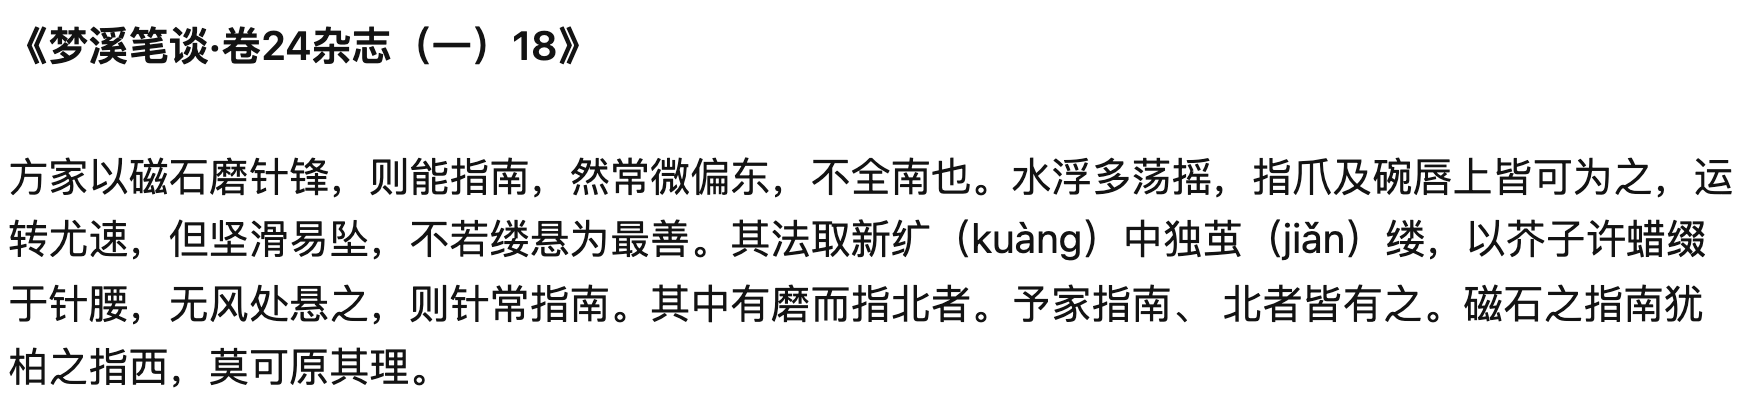 《梦溪笔谈·卷24杂志（一）18》
方家以磁石磨针锋，则能指南，然常微偏东，不全南也。水浮多荡摇，指爪及碗唇上皆可为之，运
转尤速，但坚滑易坠，不若缕悬为最善。其法取新纩（kuàng）中独茧（jiǎn）缕，以芥子许蜡缀
于针腰，无风处悬之，则针常指南。其中有磨而指北者。予家指南、 北者皆有之。磁石之指南犹
柏之指西，莫可原其理。